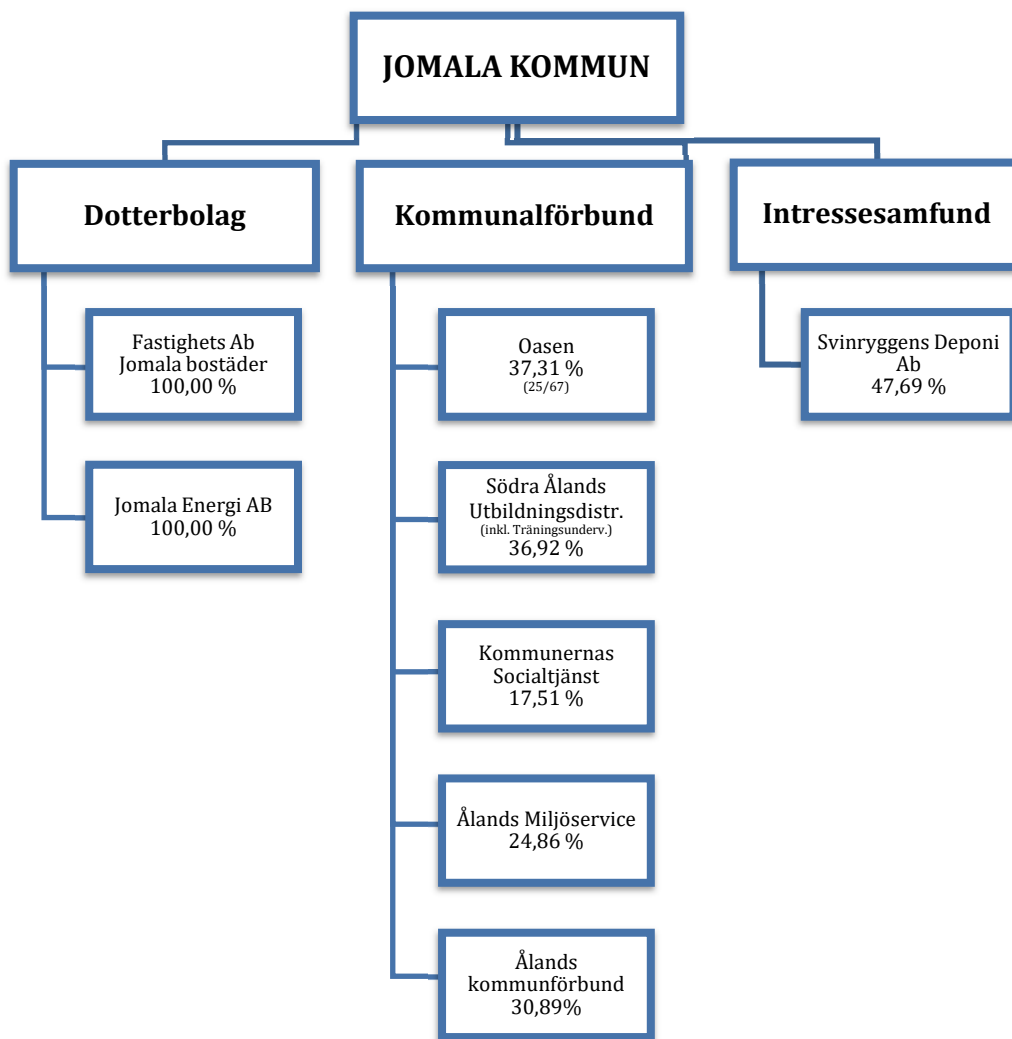 JOMALA KOMMUN
Dotterbolag
Fastighets Ab
Jomala bostäder
100,00 %
Jomala Energi AB
100,00 %
Kommunalförbund
Oasen
37,31 %
(25/67)
Södra Ålands
Utbildningsdistr.
(inkl. Träningsunderv.)
36,92 %
Kommunernas
Socialtjänst
17,51 %
Ålands Miljöservice
24,86 %
Ålands
kommunförbund
30,89%
Intressesamfund
Svinryggens Deponi
Ab
47,69 %